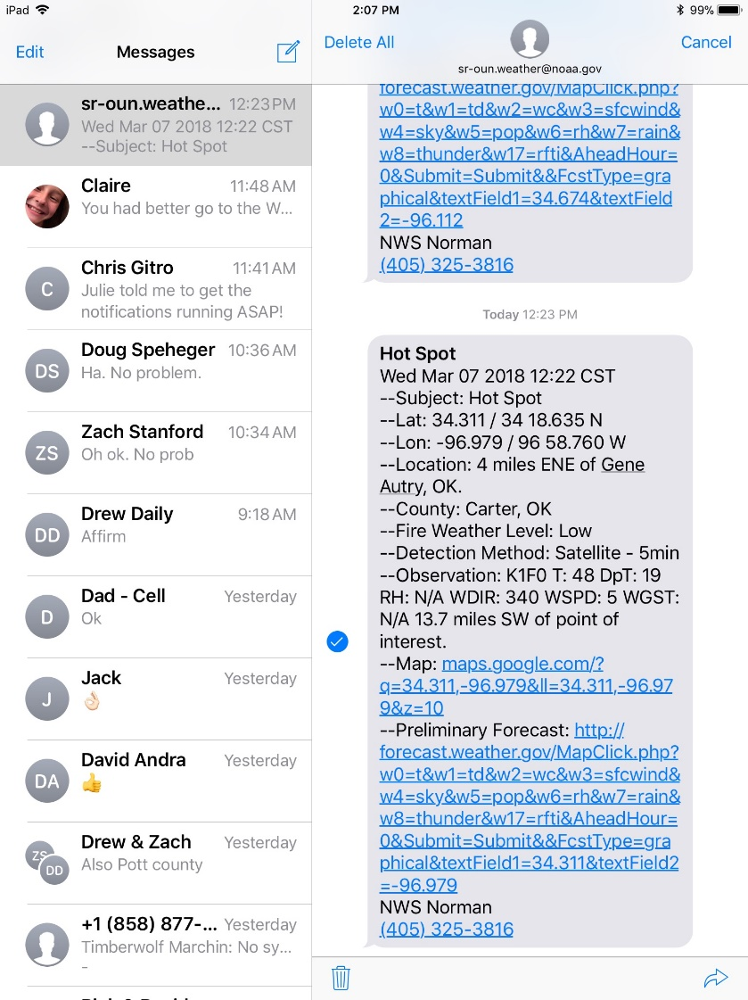 iPad
2:07 PM
99%
Edit
Messages
sr-oun.weathe... 12:23 PM
Wed Mar 07 2018 12:22 CST
--Subject: Hot Spot
Claire 11:48 AM
You had better go to the W...
C
Chris Gitro 11:41 AM
Julie told me to get the
notifications running ASAP!
DS
Doug Speheger 10:36 AM
Ha. No problem.
ZS
Zach Stanford 10:34 AM
Oh ok. No prob
DD
Drew Daily 9:18 AM
Affirm
D
Dad - Cell Yesterday
Ok
J
Jack Yesterday
👌🏻
DA
David Andra Yesterday
👍
ZS
DD
Drew & Zach Yesterday
Also Pott county
+1 (858) 877-... Yesterday
Timberwolf Marchin: No sy...
-
Delete All
Cancel
sr-oun.weather@noaa.gov
forecast.weather.gov/MapClick.php?
w0=t&w1=td&w2=wc&w3=sfcwind&
w4=sky&w5=pop&w6=rh&w7=rain&
w8=thunder&w17=rfti&AheadHour=
0&Submit=Submit&&FcstType=gra
phical&textField1=34.674&textField
2=-96.112
NWS Norman
(405) 325-3816
Today 12:23 PM
Hot Spot
Wed Mar 07 2018 12:22 CST
--Subject: Hot Spot
--Lat: 34.311 / 34 18.635 N
--Lon: -96.979 / 96 58.760 W
--Location: 4 miles ENE of Gene
Autry, OK.
--County: Carter, OK
--Fire Weather Level: Low
--Detection Method: Satellite - 5min
--Observation: K1F0 T: 48 DpT: 19
RH: N/A WDIR: 340 WSPD: 5 WGST:
N/A 13.7 miles SW of point of
interest.
--Map: maps.google.com/?
q=34.311,-96.979&ll=34.311,-96.97
9&z=10
--Preliminary Forecast: http://
forecast.weather.gov/MapClick.php?
w0=t&w1=td&w2=wc&w3=sfcwind&
w4=sky&w5=pop&w6=rh&w7=rain&
w8=thunder&w17=rfti&AheadHour=
0&Submit=Submit&&FcstType=gra
phical&textField1=34.311&textField2
=-96.979
NWS Norman
(405) 325-3816